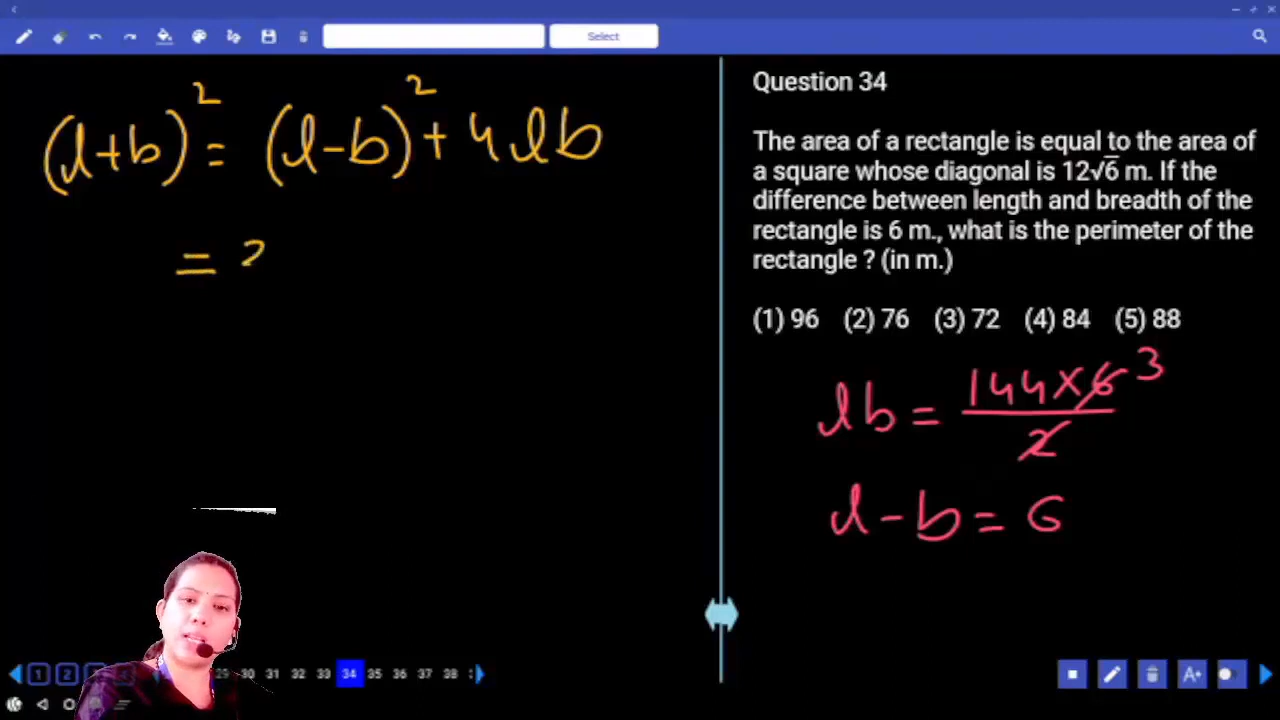 Select
(l+b)² = (l-b)² + 4lb
= 3
Question 34
The area of a rectangle is equal to the area of
a square whose diagonal is 12√6 m. If the
difference between length and breadth of the
rectangle is 6 m., what is the perimeter of the
rectangle ? (in m.)
(1) 96 (2) 76 (3) 72 (4) 84 (5) 88
lb = 144×6 3
2
l - b = 6
1 2 29 30 31 32 33 34 35 36 37 38
A+